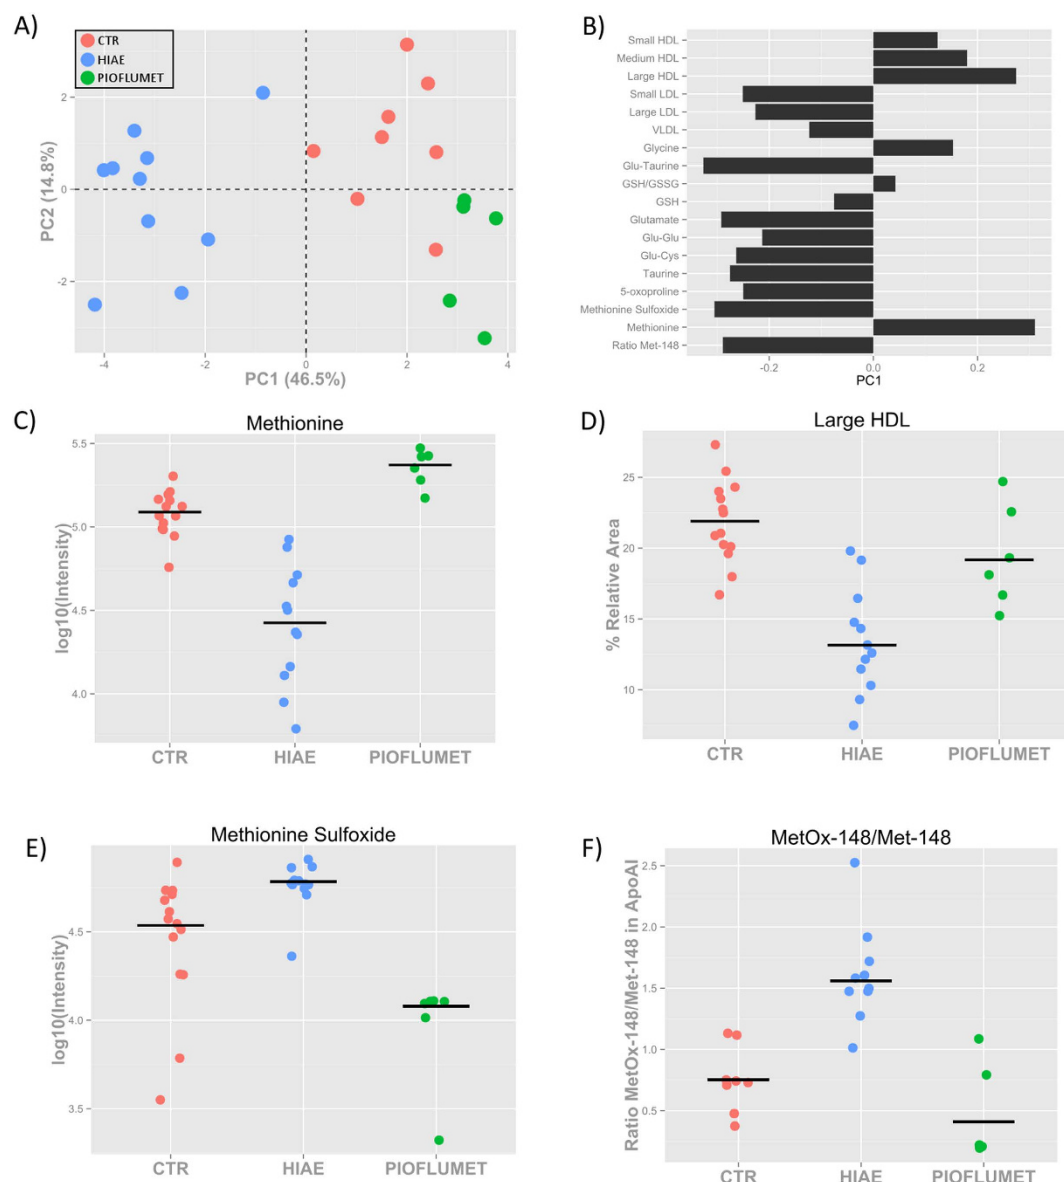 A)
CTR
HIAE
PIOFLUMET
PC2 (14.8%)
2
0
-2
-4
-2
0
2
4
PC1 (46.5%)
B)
Small HDL
Medium HDL
Large HDL
Small LDL
Large LDL
VLDL
Glycine
Glu-Taurine
GSH/GSSG
GSH
Glutamate
Glu-Glu
Glu-Cys
Taurine
5-oxoproline
Methionine Sulfoxide
Methionine
Ratio Met-148
-0.2
0.0
0.2
PC1
C)
Methionine
log10(Intensity)
5.5
5.0
4.5
4.0
CTR
HIAE
PIOFLUMET
D)
Large HDL
% Relative Area
25
20
15
10
CTR
HIAE
PIOFLUMET
E)
Methionine Sulfoxide
log10(Intensity)
4.5
4.0
3.5
CTR
HIAE
PIOFLUMET
F)
MetOx-148/Met-148
Ratio MetOx-148/Met-148 in ApoAI
2.5
2.0
1.5
1.0
0.5
CTR
HIAE
PIOFLUMET